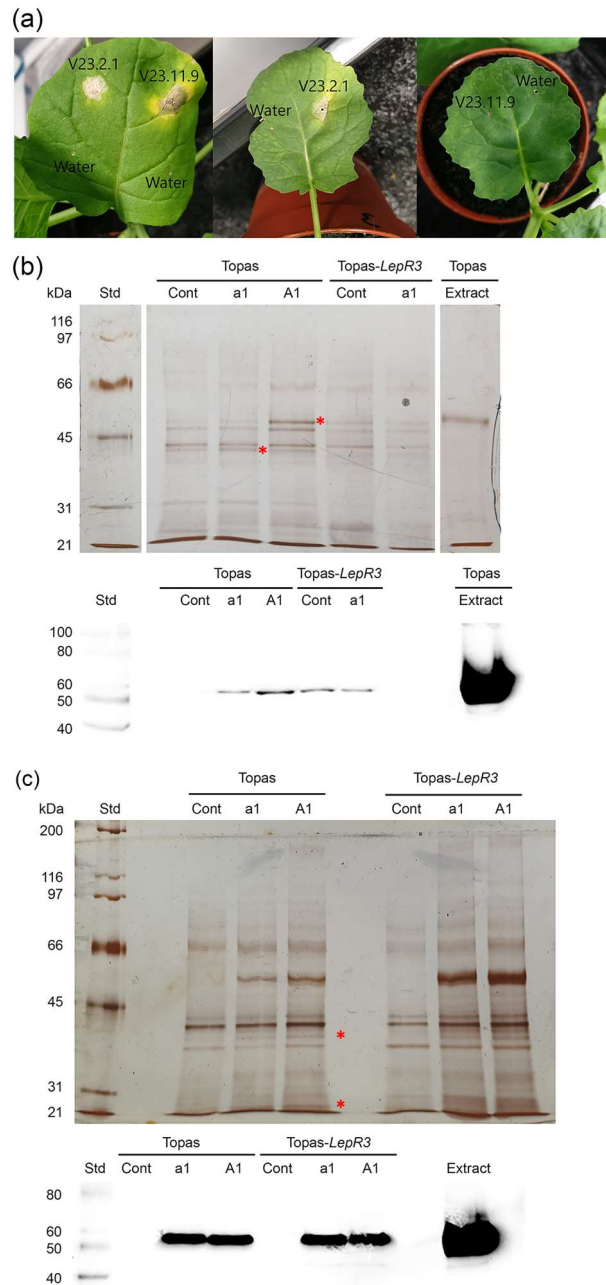 (a)
V23.2.1
V23.11.9
Water
Water
Water
V23.2.1
Water
V23.11.9
(b)
Topas Topas-LepR3 Topas
kDa Std Cont a1 A1 Cont a1 Extract
116
97
66
*
45
*
31
21
Topas Topas-LepR3 Topas
Std Cont a1 A1 Cont a1 Extract
100
80
60
50
40
(c)
Topas Topas-LepR3
kDa Std Cont a1 A1 Cont a1 A1
200
116
97
66
45
*
31
*
21
Topas Topas-LepR3
Std Cont a1 A1 Cont a1 A1 Extract
80
60
50
40